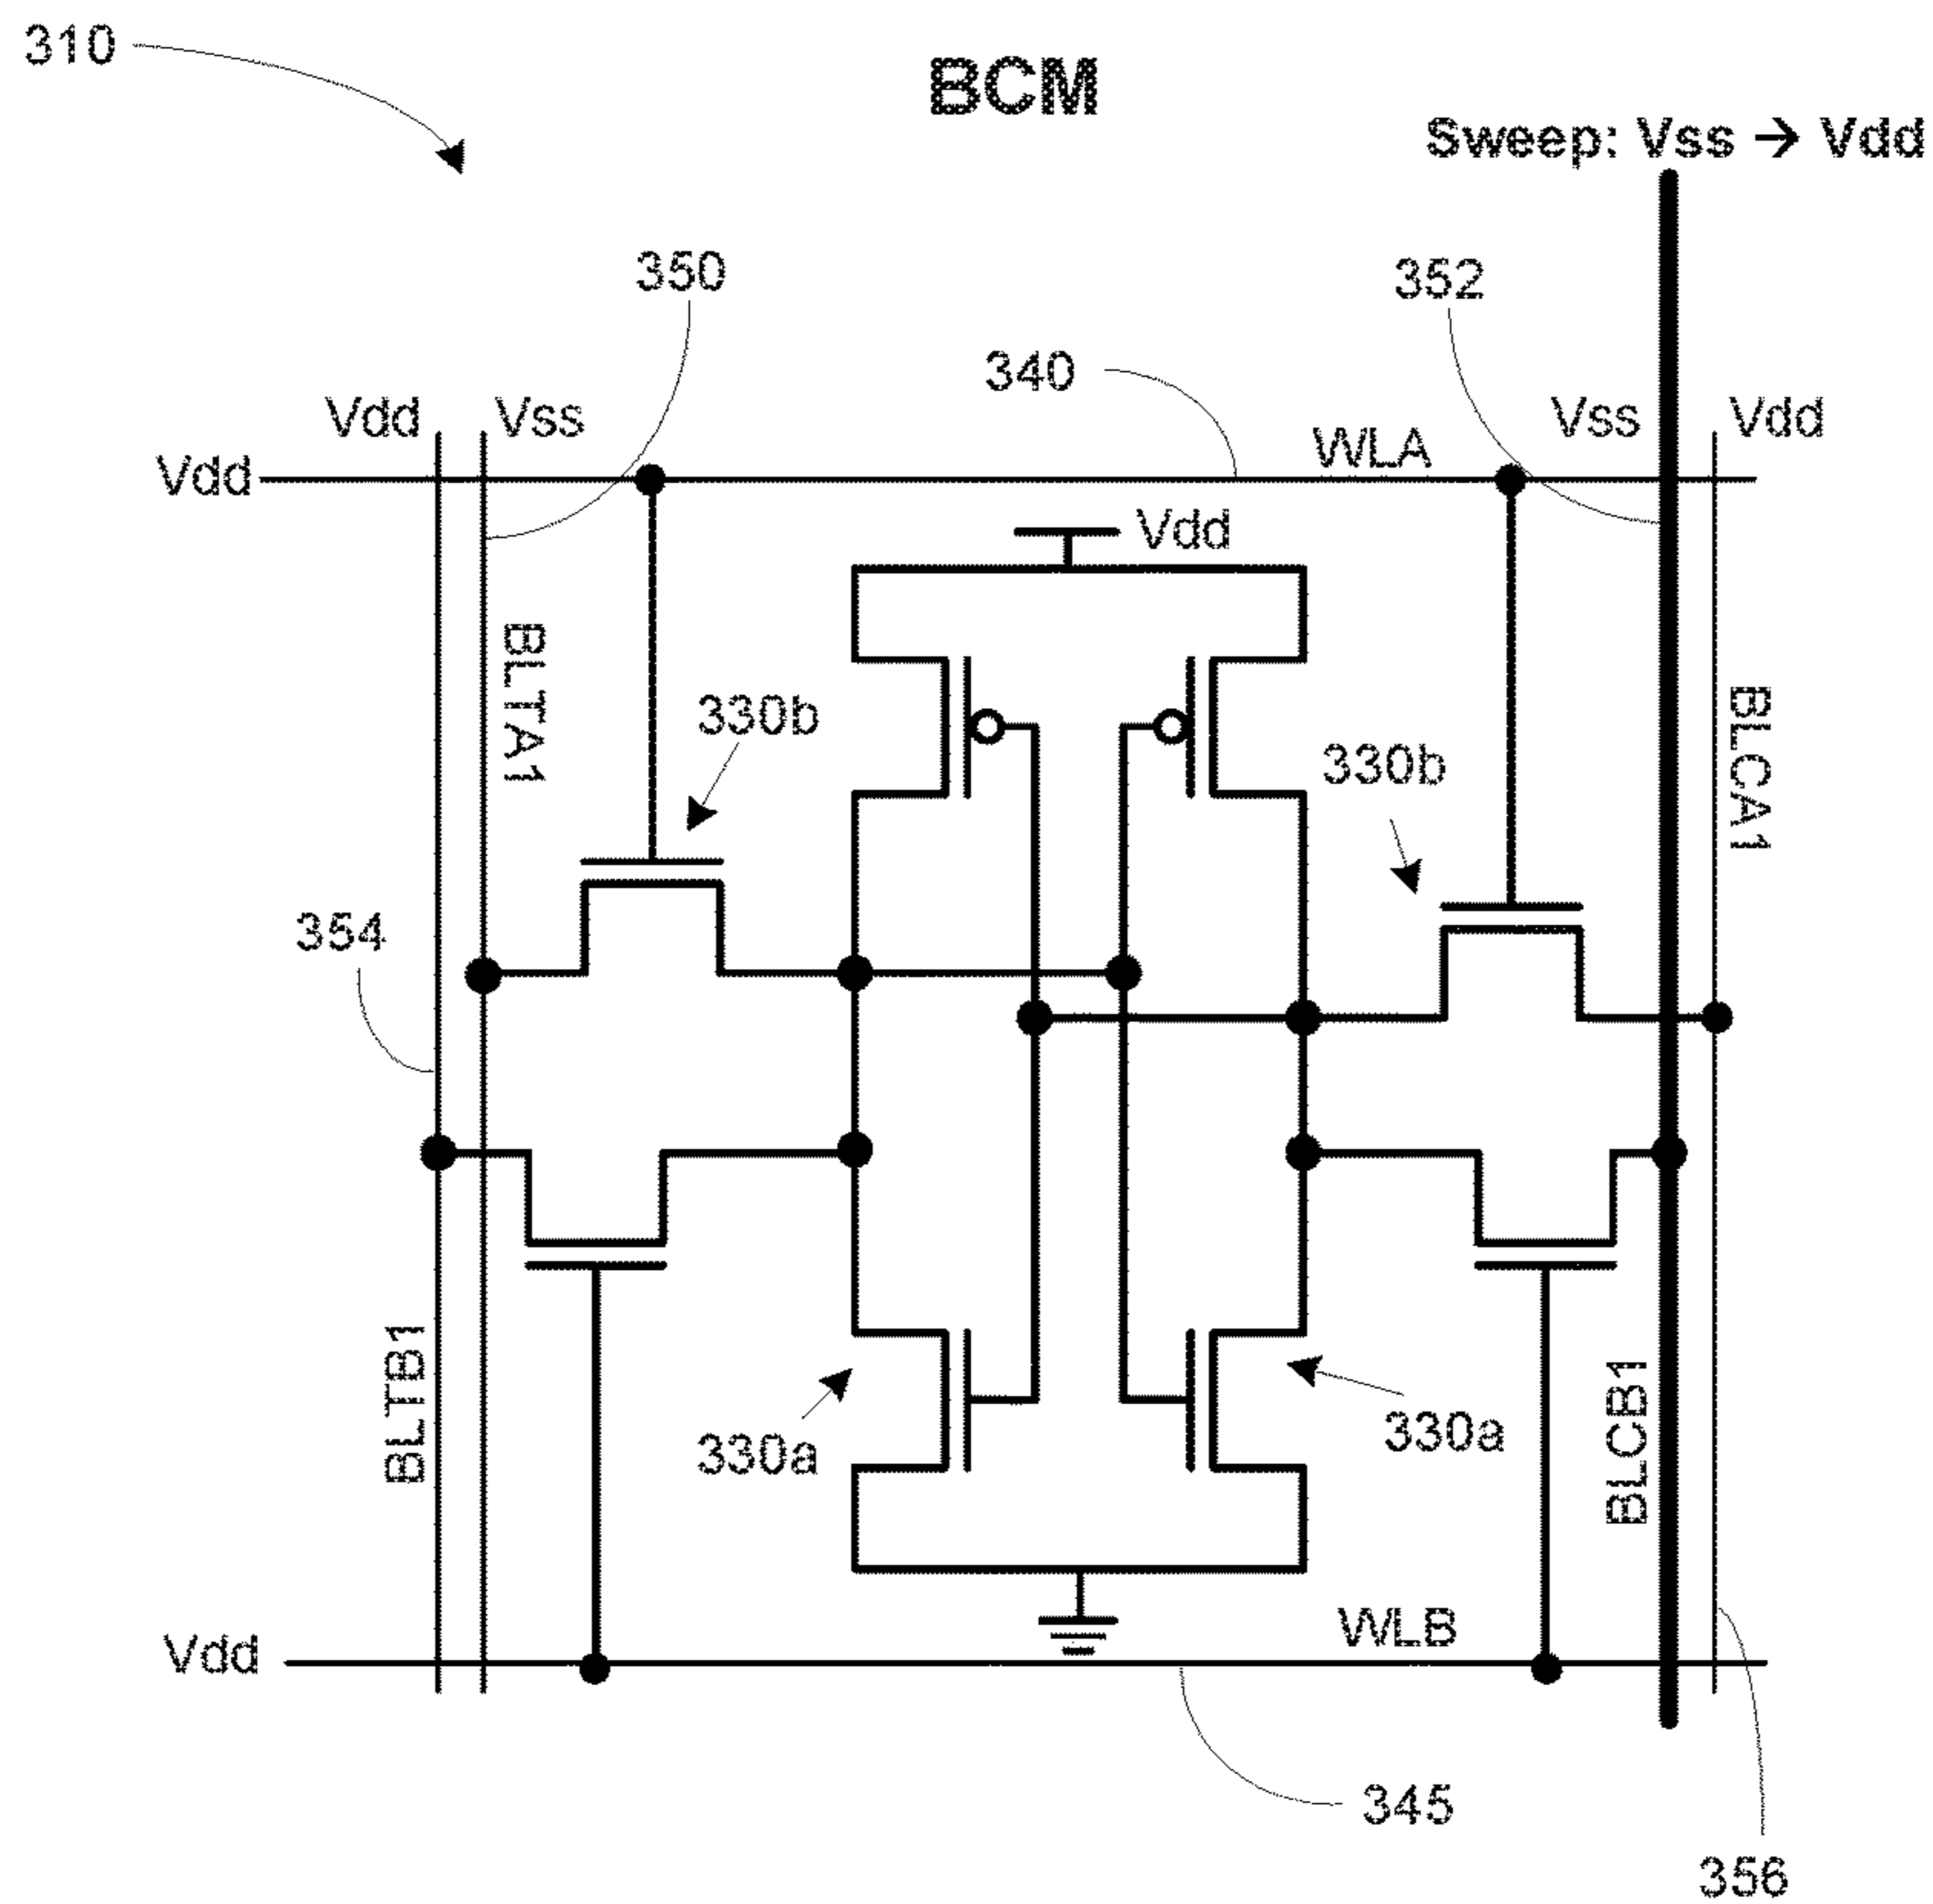 310
BCM
Sweep: Vss → Vdd
350
352
340
Vdd
Vss
WLA
Vss
Vdd
Vdd
Vdd
BLTA1
330b
BLCA1
330b
354
BLTB1
330a
330a
BLCB1
WLB
Vdd
345
356